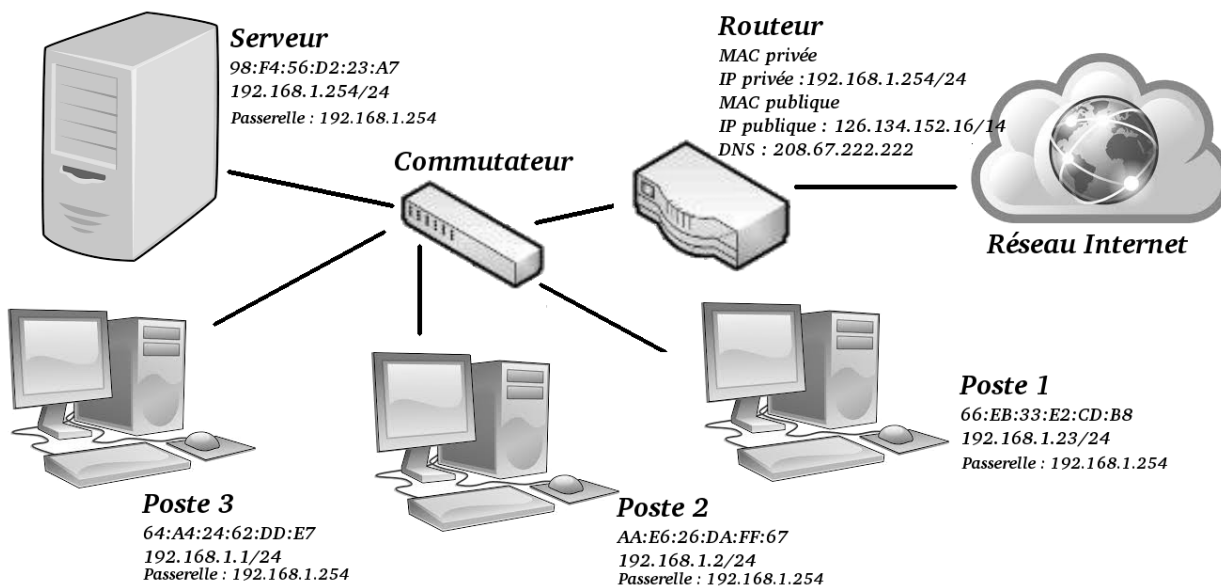 Serveur
98:F4:56:D2:23:A7
192.168.1.254/24
Passerelle : 192.168.1.254
Routeur
MAC privée
IP privée :192.168.1.254/24
MAC publique
IP publique : 126.134.152.16/14
DNS : 208.67.222.222
Commutateur
Réseau Internet
Poste 1
66:EB:33:E2:CD:B8
192.168.1.23/24
Passerelle : 192.168.1.254
Poste 2
AA:E6:26:DA:FF:67
192.168.1.2/24
Passerelle : 192.168.1.254
Poste 3
64:A4:24:62:DD:E7
192.168.1.1/24
Passerelle : 192.168.1.254